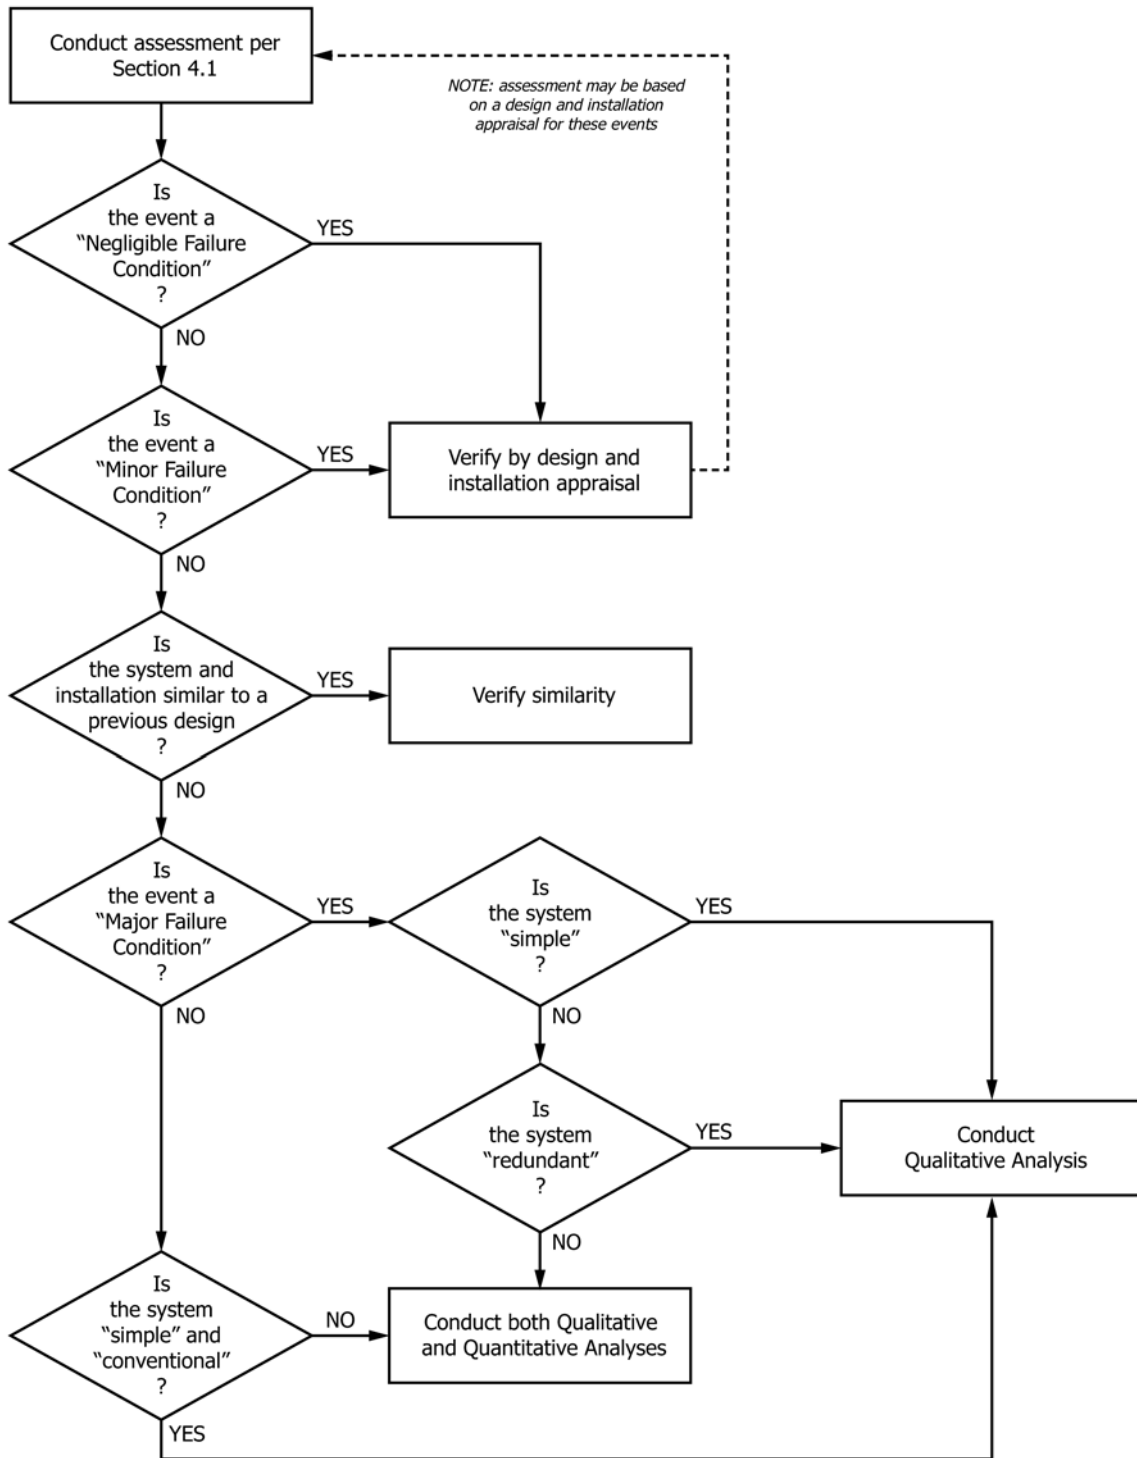 Conduct assessment per
Section 4.1
NOTE: assessment may be based
on a design and installation
appraisal for these events
Is
the event a
“Negligible Failure
Condition”
?
YES
NO
Is
the event a
“Minor Failure
Condition”
?
YES
Verify by design and
installation appraisal
NO
Is
the system and
installation similar to a
previous design
?
YES
Verify similarity
NO
Is
the event a
“Major Failure
Condition”
?
YES
Is
the system
“simple”
?
YES
NO
NO
Is
the system
“redundant”
?
YES
Conduct
Qualitative Analysis
NO
Is
the system
“simple” and
“conventional”
?
NO
Conduct both Qualitative
and Quantitative Analyses
YES